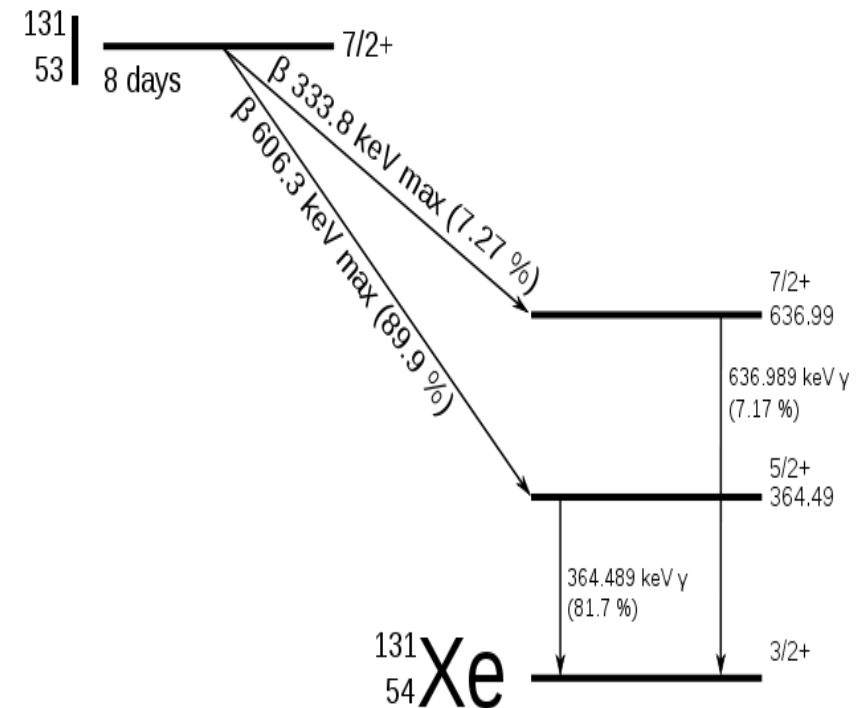 131
53
I
8 days
7/2+
β 333.8 keV max (7.27 %)
β 606.3 keV max (89.9 %)
7/2+
636.99
636.989 keV γ
(7.17 %)
5/2+
364.49
364.489 keV γ
(81.7 %)
131
54
Xe
3/2+